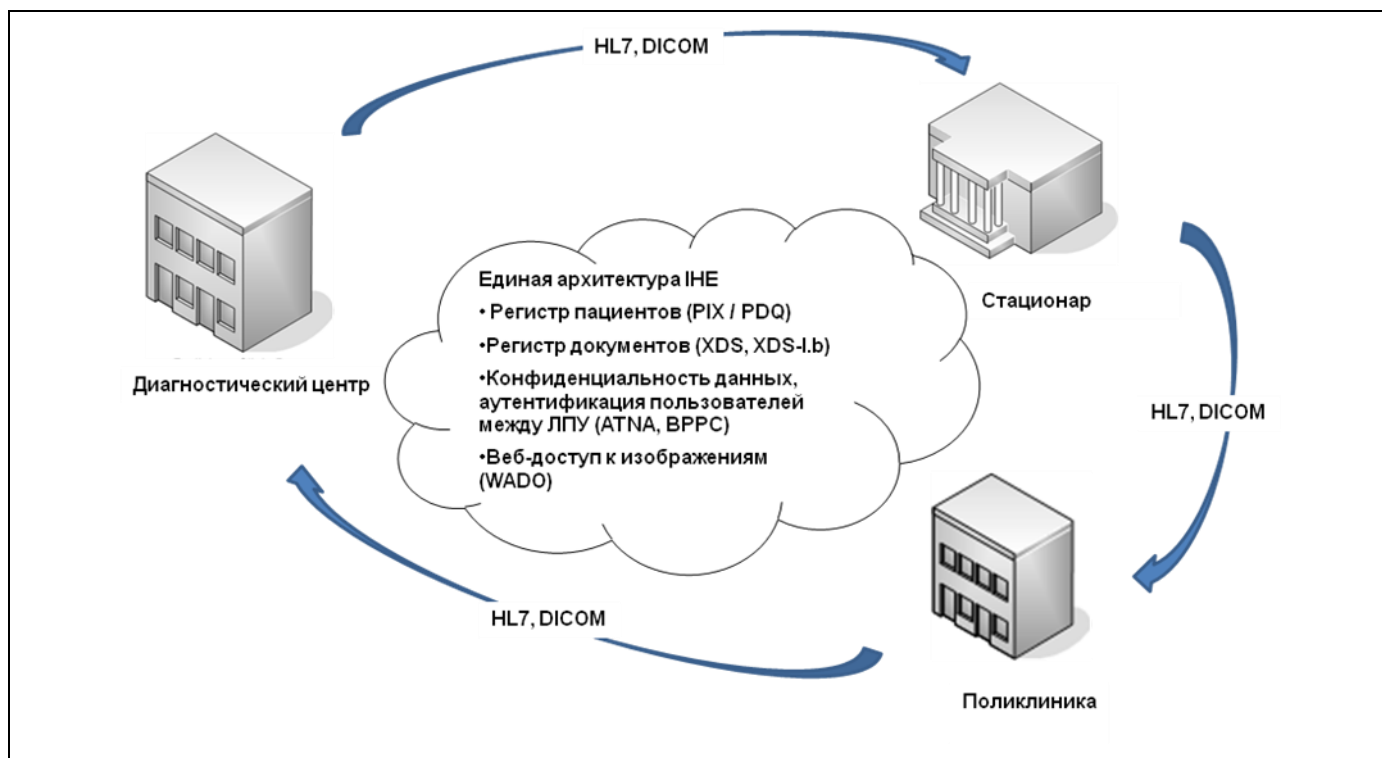 HL7, DICOM
Единая архитектура IHE
• Регистр пациентов (PIX / PDQ)
•Регистр документов (XDS, XDS-I.b)
•Конфиденциальность данных,
аутентификация пользователей
между ЛПУ (ATNA, BPPC)
•Веб-доступ к изображениям
(WADO)
Стационар
Диагностический центр
HL7, DICOM
HL7, DICOM
Поликлиника